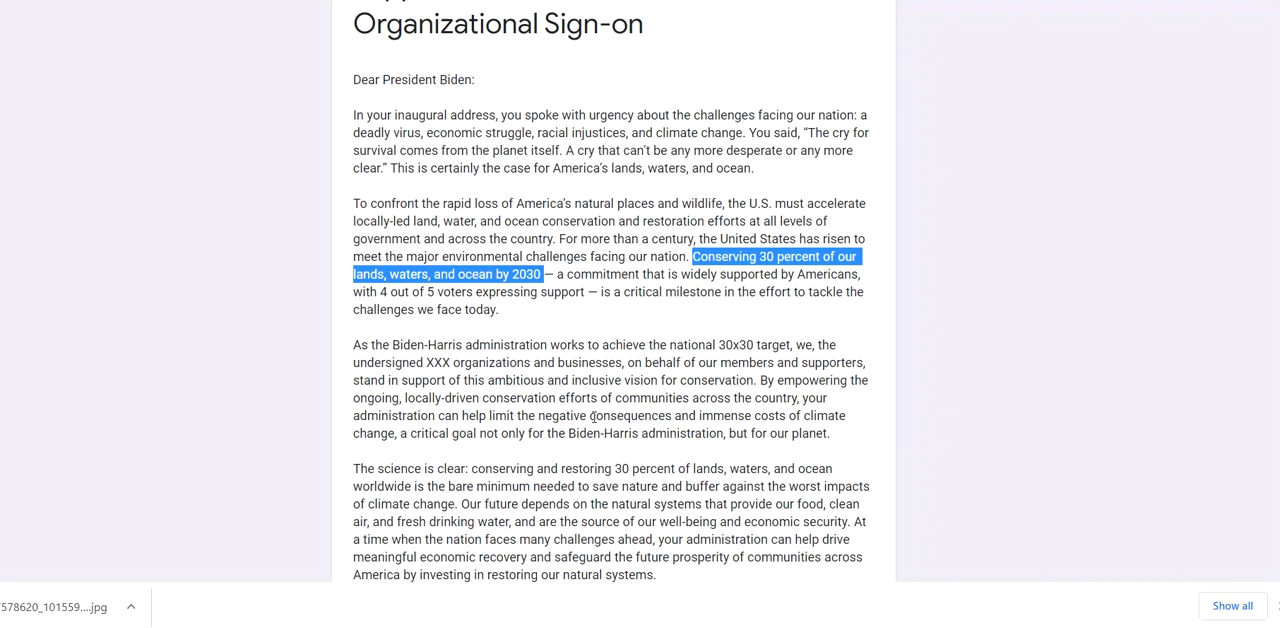 Organizational Sign-on
Dear President Biden:
In your inaugural address, you spoke with urgency about the challenges facing our nation: a
deadly virus, economic struggle, racial injustices, and climate change. You said, “The cry for
survival comes from the planet itself. A cry that can’t be any more desperate or any more
clear.” This is certainly the case for America’s lands, waters, and ocean.
To confront the rapid loss of America’s natural places and wildlife, the U.S. must accelerate
locally-led land, water, and ocean conservation and restoration efforts at all levels of
government and across the country. For more than a century, the United States has risen to
meet the major environmental challenges facing our nation. Conserving 30 percent of our
lands, waters, and ocean by 2030 — a commitment that is widely supported by Americans,
with 4 out of 5 voters expressing support — is a critical milestone in the effort to tackle the
challenges we face today.
As the Biden-Harris administration works to achieve the national 30x30 target, we, the
undersigned XXX organizations and businesses, on behalf of our members and supporters,
stand in support of this ambitious and inclusive vision for conservation. By empowering the
ongoing, locally-driven conservation efforts of communities across the country, your
administration can help limit the negative consequences and immense costs of climate
change, a critical goal not only for the Biden-Harris administration, but for our planet.
The science is clear: conserving and restoring 30 percent of lands, waters, and ocean
worldwide is the bare minimum needed to save nature and buffer against the worst impacts
of climate change. Our future depends on the natural systems that provide our food, clean
air, and fresh drinking water, and are the source of our well-being and economic security. At
a time when the nation faces many challenges ahead, your administration can help drive
meaningful economic recovery and safeguard the future prosperity of communities across
America by investing in restoring our natural systems.
578620_101559....jpg
Show all